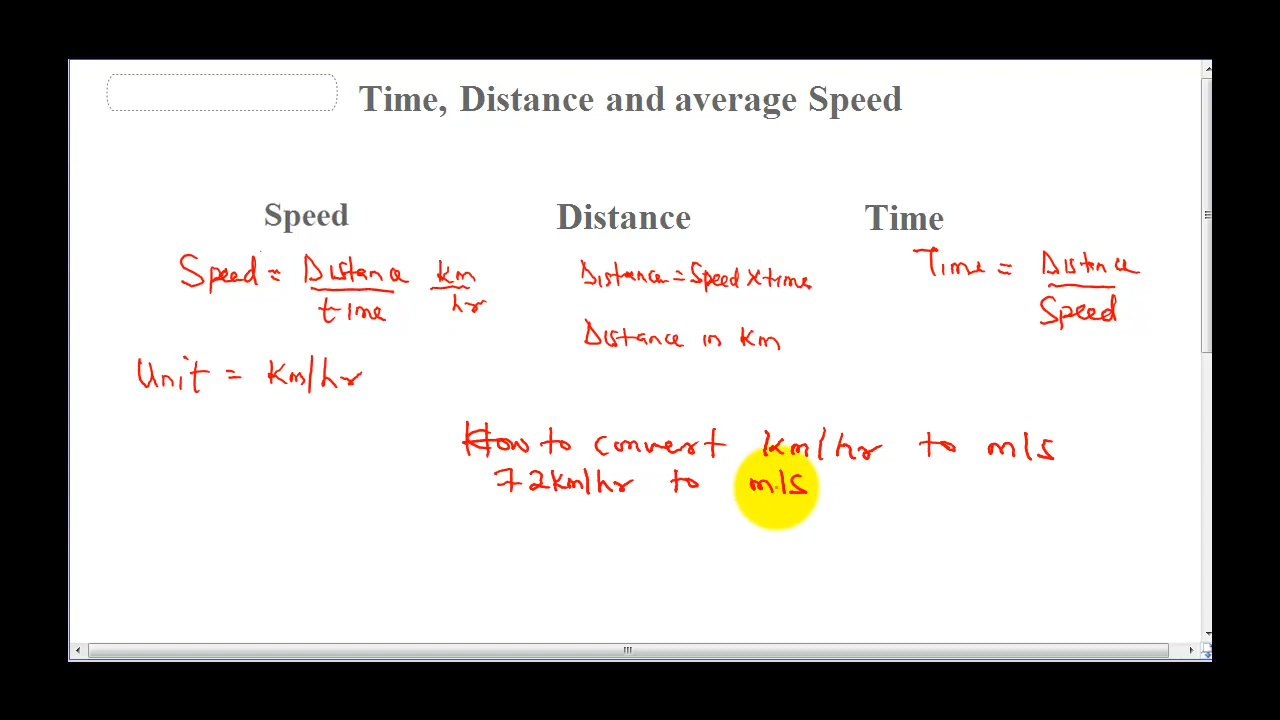 Time, Distance and average Speed
Speed Distance Time
Speed = Distance/time km/hr
Distance = Speed X time
Time = Distnce/Speed
Distance in km
Unit = Km/hr
How to convert km/hr to m/s
72km/hr to m/s